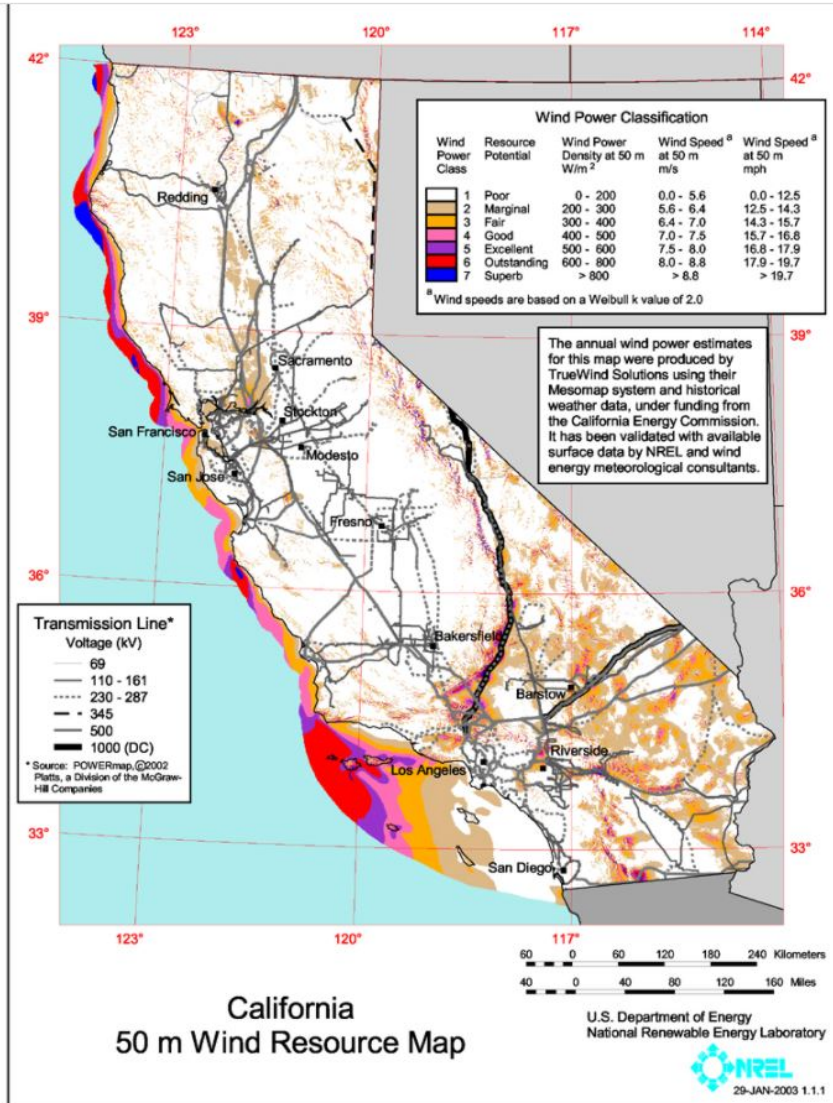 123°
120°
117°
114°
42°
42°
Wind Power Classification
Wind Power Class
Resource Potential
Wind Power Density at 50 m W/m²
Wind Speed a at 50 m m/s
Wind Speed a at 50 m mph
1 Poor 0 - 200 0.0 - 5.6 0.0 - 12.5
2 Marginal 200 - 300 5.6 - 6.4 12.5 - 14.3
3 Fair 300 - 400 6.4 - 7.0 14.3 - 15.7
4 Good 400 - 500 7.0 - 7.5 15.7 - 16.8
5 Excellent 500 - 600 7.5 - 8.0 16.8 - 17.9
6 Outstanding 600 - 800 8.0 - 8.8 17.9 - 19.7
7 Superb > 800 > 8.8 > 19.7
a Wind speeds are based on a Weibull k value of 2.0
Redding
39°
39°
The annual wind power estimates
for this map were produced by
TrueWind Solutions using their
Mesomap system and historical
weather data, under funding from
the California Energy Commission.
It has been validated with available
surface data by NREL and wind
energy meteorological consultants.
Sacramento
Stockton
San Francisco
Modesto
San Jose
Fresno
36°
36°
Transmission Line*
Voltage (kV)
69
110 - 161
230 - 287
345
500
1000 (DC)
* Source: POWERmap, ©2002
Platts, a Division of the McGraw-
Hill Companies
Bakersfield
Barstow
Riverside
Los Angeles
33°
33°
San Diego
123°
120°
117°
60 0 60 120 180 240 Kilometers
40 0 40 80 120 160 Miles
California
50 m Wind Resource Map
U.S. Department of Energy
National Renewable Energy Laboratory
NREL
29-JAN-2003 1.1.1